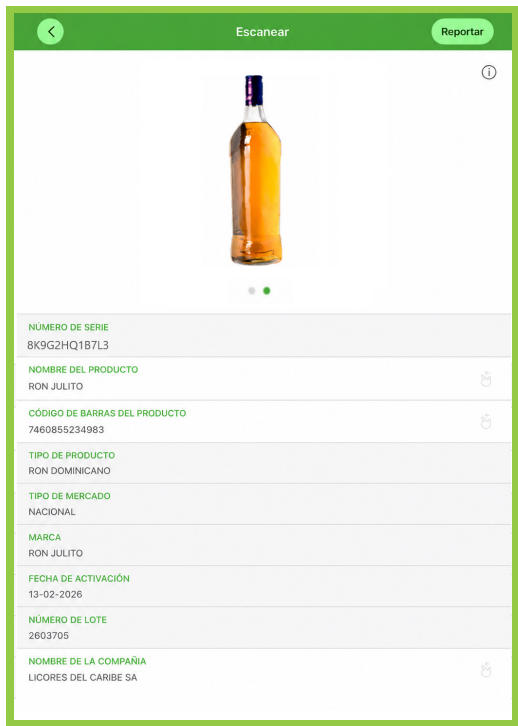 Escanear
Reportar
NÚMERO DE SERIE
8K9G2HQ1B7L3
NOMBRE DEL PRODUCTO
RON JULITO
CÓDIGO DE BARRAS DEL PRODUCTO
7460855234983
TIPO DE PRODUCTO
RON DOMINICANO
TIPO DE MERCADO
NACIONAL
MARCA
RON JULITO
FECHA DE ACTIVACIÓN
13-02-2026
NÚMERO DE LOTE
2603705
NOMBRE DE LA COMPAÑIA
LICORES DEL CARIBE SA